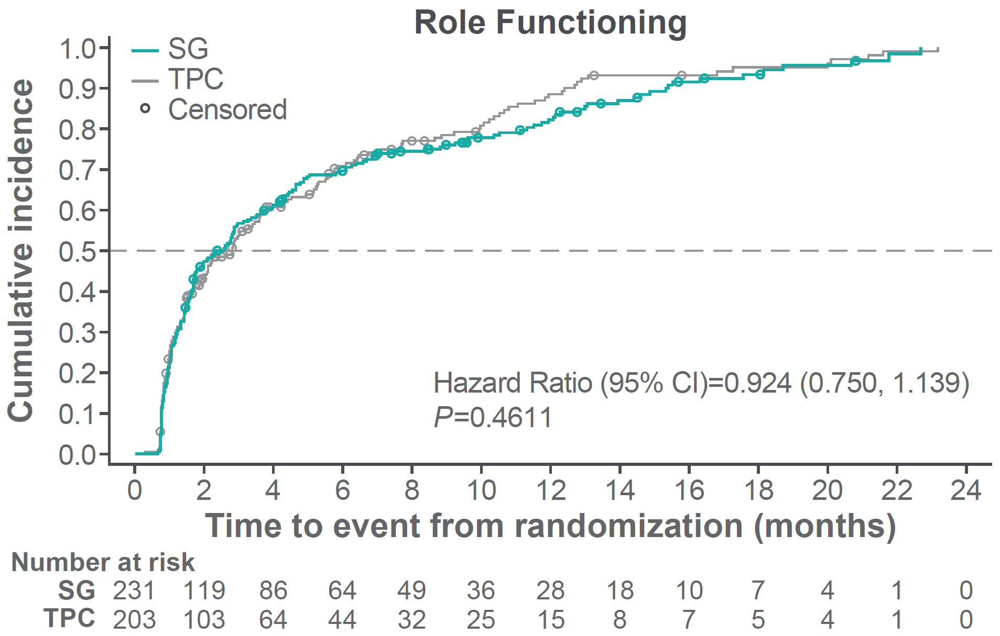 Role Functioning
SG
TPC
Censored
Cumulative incidence
1.0
0.9
0.8
0.7
0.6
0.5
0.4
0.3
0.2
0.1
0.0
Hazard Ratio (95% CI)=0.924 (0.750, 1.139)
P=0.4611
0 2 4 6 8 10 12 14 16 18 20 22 24
Time to event from randomization (months)
Number at risk
SG 231 119 86 64 49 36 28 18 10 7 4 1 0
TPC 203 103 64 44 32 25 15 8 7 5 4 1 0